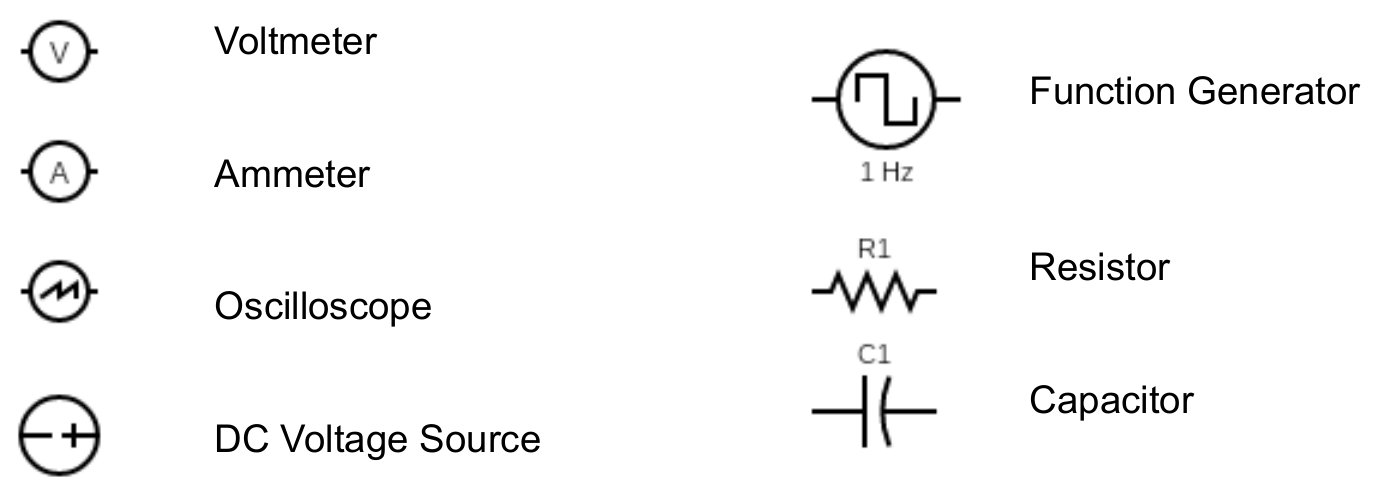 V
Voltmeter
A
Ammeter
Oscilloscope
DC Voltage Source
Function Generator
1 Hz
R1
Resistor
C1
Capacitor